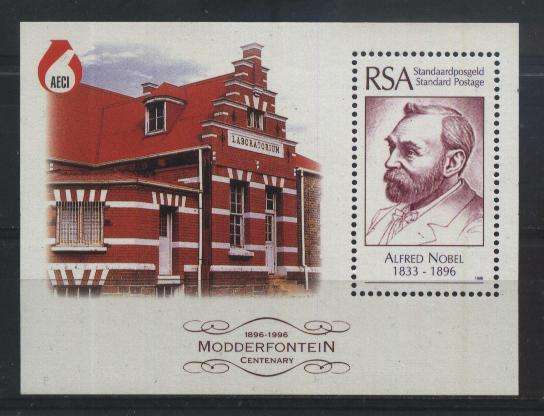 AECI
LABORATORIUM
RSA Standaardposgeld
Standard Postage
ALFRED NOBEL
1833 - 1896
1896-1996
MODDERFONTEIN
CENTENARY